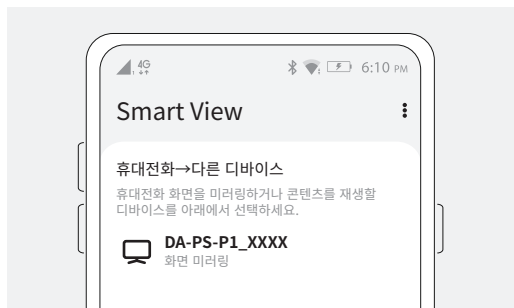 4G
6:10 PM
Smart View
휴대전화→다른 디바이스
휴대전화 화면을 미러링하거나 콘텐츠를 재생할
디바이스를 아래에서 선택하세요.
DA-PS-P1_XXXX
화면 미러링